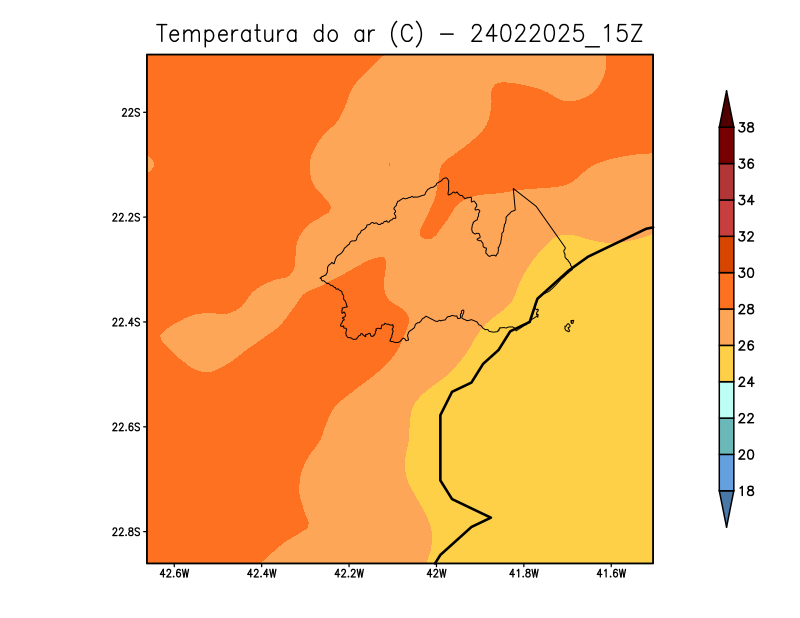 Temperatura do ar (C) - 24022025_15Z
22S
22.2S
22.4S
22.6S
22.8S
42.6W
42.4W
42.2W
42W
41.8W
41.6W
38
36
34
32
30
28
26
24
22
20
18